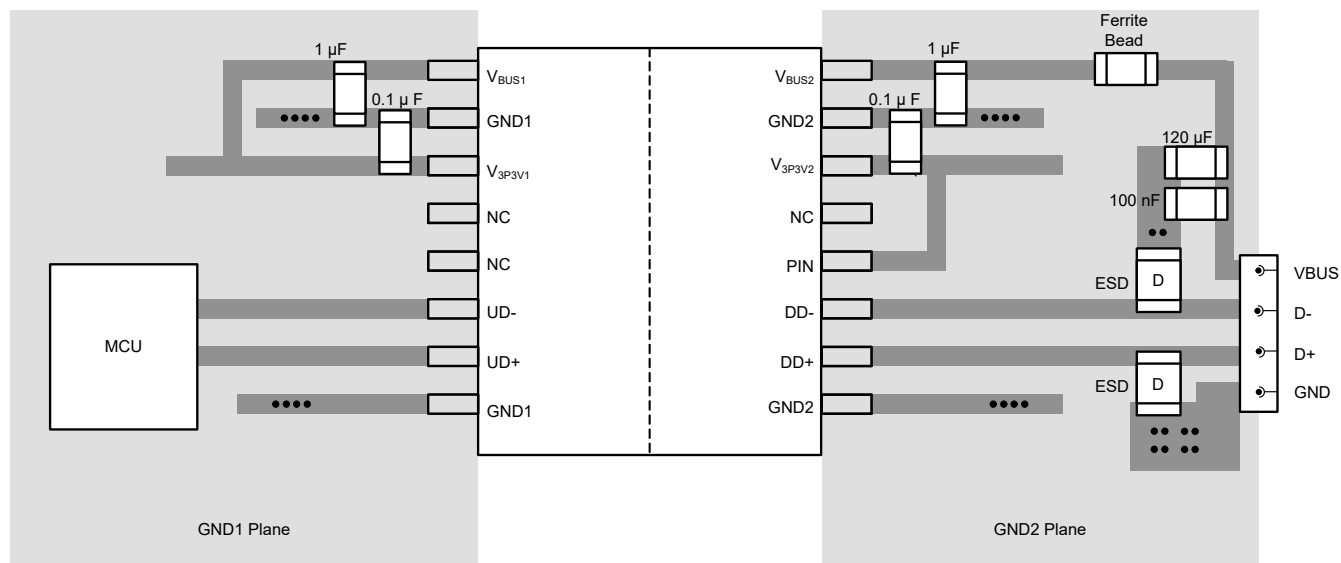 Ferrite
Bead
1 µF
1 µF
VBUS1
VBUS2
0.1 µ F
0.1 µ F
GND1
GND2
120 µF
V3P3V1
V3P3V2
100 nF
NC
NC
NC
PIN
VBUS
ESD
D
UD-
DD-
D-
MCU
UD+
DD+
D+
ESD
D
GND
GND1
GND2
GND1 Plane
GND2 Plane